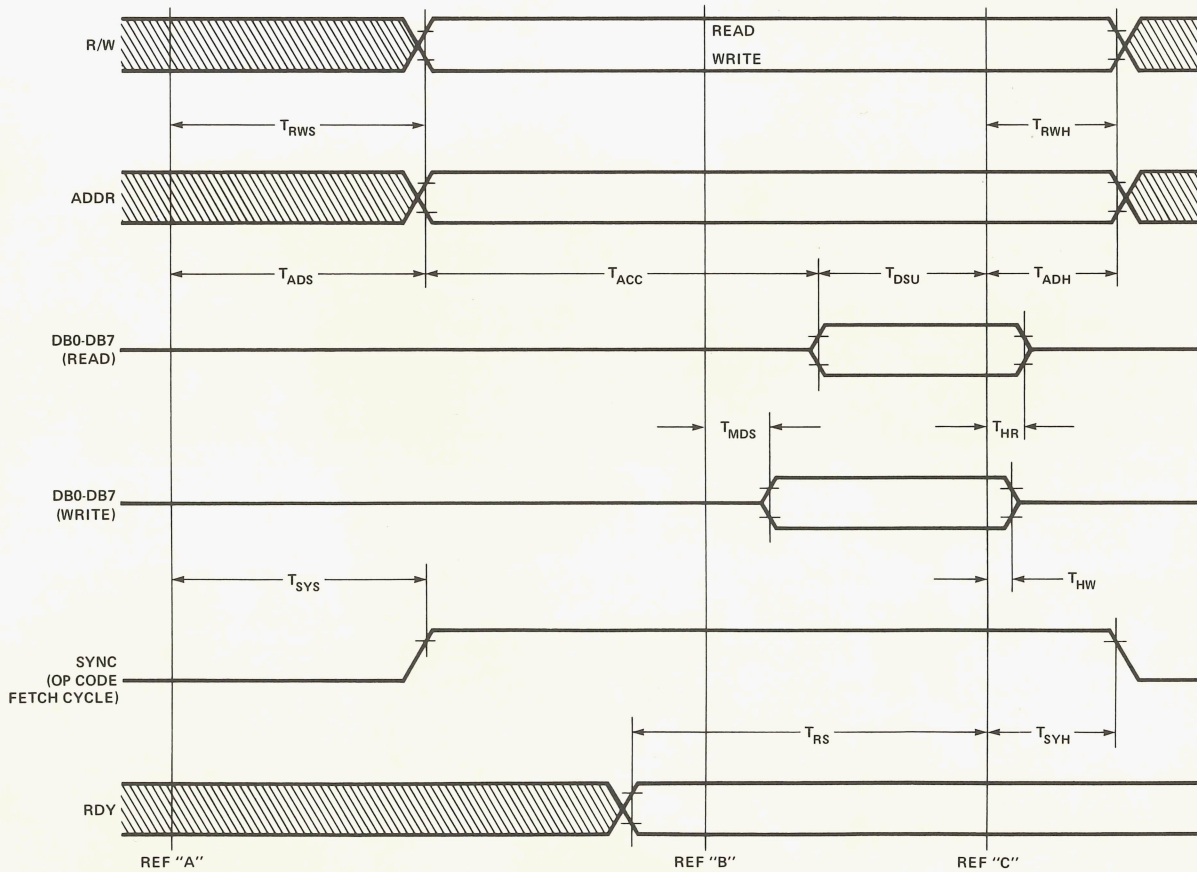 READ
R/W
WRITE
TRWS
TRWH
ADDR
TADS
TACC
TDSU
TADH
DB0-DB7
(READ)
TMDS
THR
DB0-DB7
(WRITE)
TSYS
THW
SYNC
(OP CODE
FETCH CYCLE)
TRS
TSYH
RDY
REF "A"
REF "B"
REF "C"